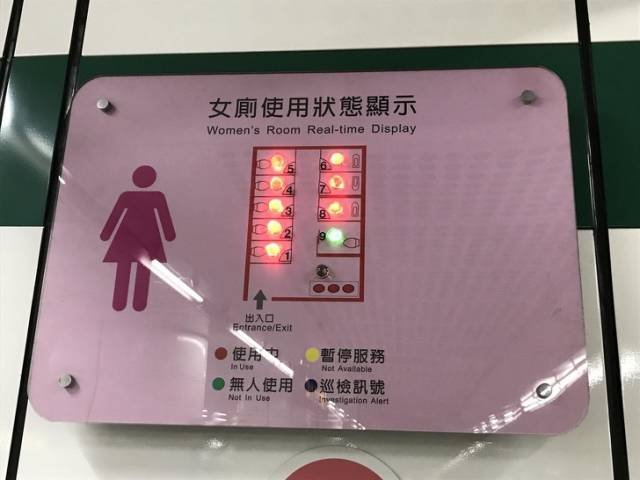 女廁使用狀態顯示
Women's Room Real-time Display
5 6
4 7
3 8
2 9
1
出入口
Entrance/Exit
使用中 暫停服務
In Use Not Available
無人使用 巡檢訊號
Not In Use Investigation Alert